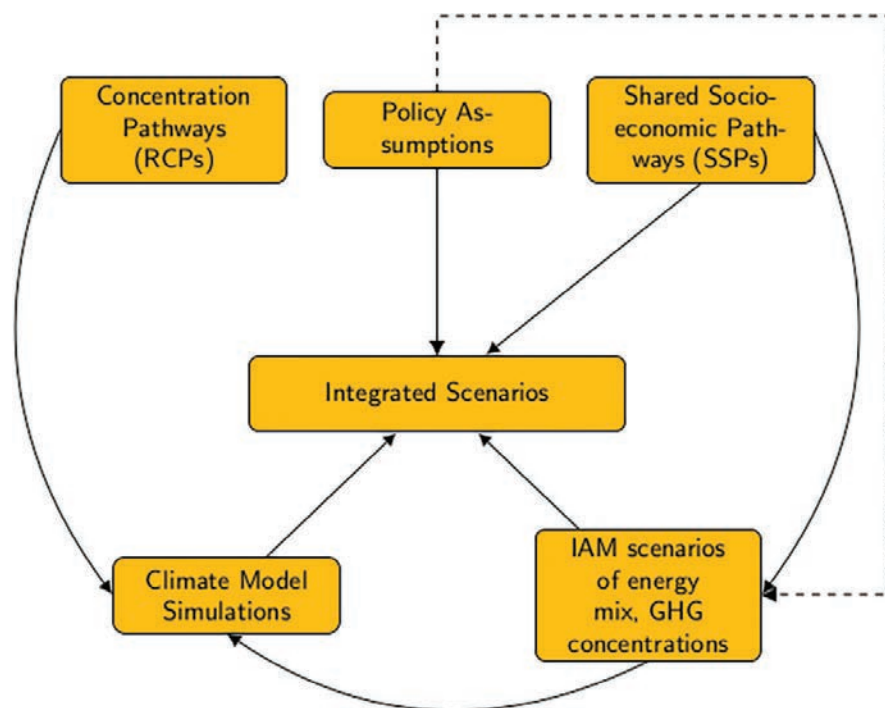 Concentration
Pathways
(RCPs)
Policy As-
sumptions
Shared Socio-
economic Path-
ways (SSPs)
Integrated Scenarios
Climate Model
Simulations
IAM scenarios
of energy
mix, GHG
concentrations